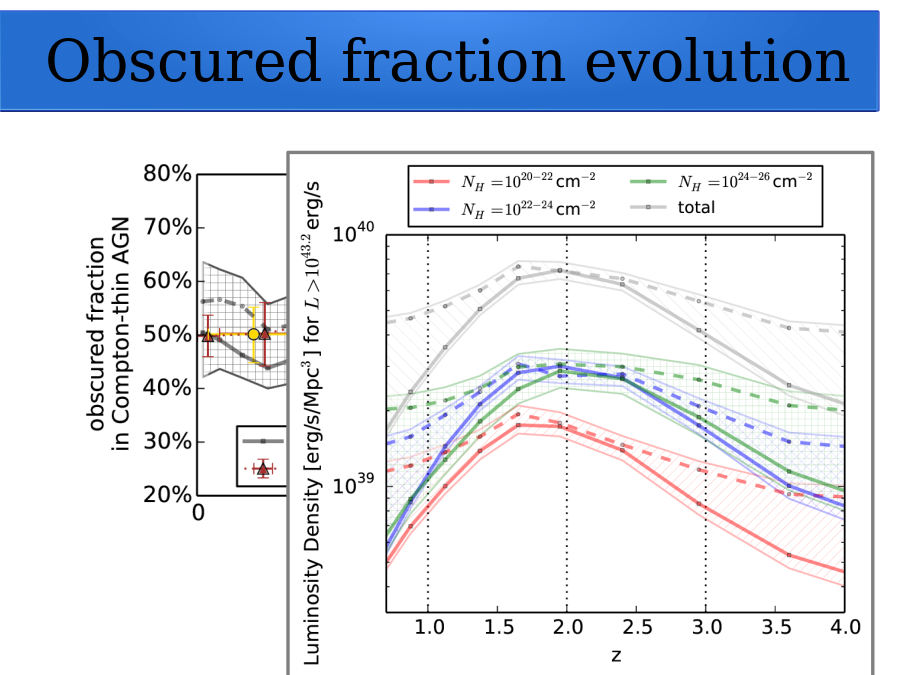 Obscured fraction evolution
obscured fraction
in Compton-thin AGN
80%
70%
60%
50%
40%
30%
20%
0
Luminosity Density [erg/s/Mpc³] for L >10^43.2 erg/s
N_H =10^20−22 cm^−2
N_H =10^22−24 cm^−2
N_H =10^24−26 cm^−2
total
10^40
10^39
1.0 1.5 2.0 2.5 3.0 3.5 4.0
z